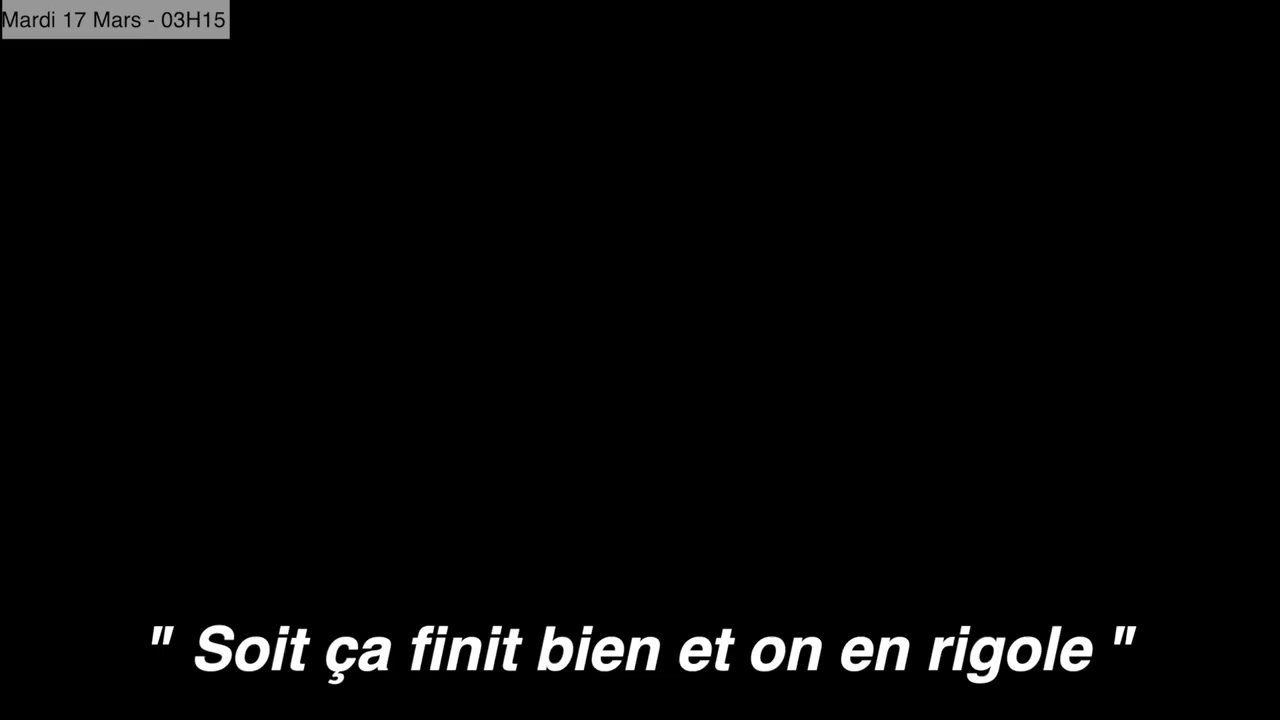 Mardi 17 Mars - 03H15
" Soit ça finit bien et on en rigole "